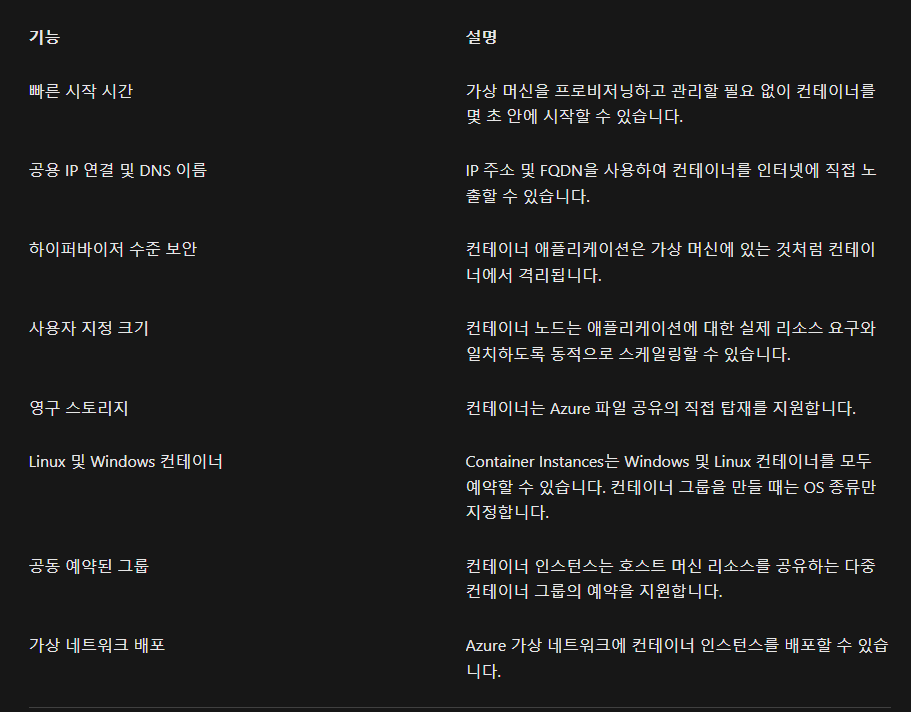 기능
설명
빠른 시작 시간
가상 머신을 프로비저닝하고 관리할 필요 없이 컨테이너를
몇 초 안에 시작할 수 있습니다.
공용 IP 연결 및 DNS 이름
IP 주소 및 FQDN을 사용하여 컨테이너를 인터넷에 직접 노
출할 수 있습니다.
하이퍼바이저 수준 보안
컨테이너 애플리케이션은 가상 머신에 있는 것처럼 컨테이
너에서 격리됩니다.
사용자 지정 크기
컨테이너 노드는 애플리케이션에 대한 실제 리소스 요구와
일치하도록 동적으로 스케일링할 수 있습니다.
영구 스토리지
컨테이너는 Azure 파일 공유의 직접 탑재를 지원합니다.
Linux 및 Windows 컨테이너
Container Instances는 Windows 및 Linux 컨테이너를 모두
예약할 수 있습니다. 컨테이너 그룹을 만들 때는 OS 종류만
지정합니다.
공동 예약된 그룹
컨테이너 인스턴스는 호스트 머신 리소스를 공유하는 다중
컨테이너 그룹의 예약을 지원합니다.
가상 네트워크 배포
Azure 가상 네트워크에 컨테이너 인스턴스를 배포할 수 있습
니다.